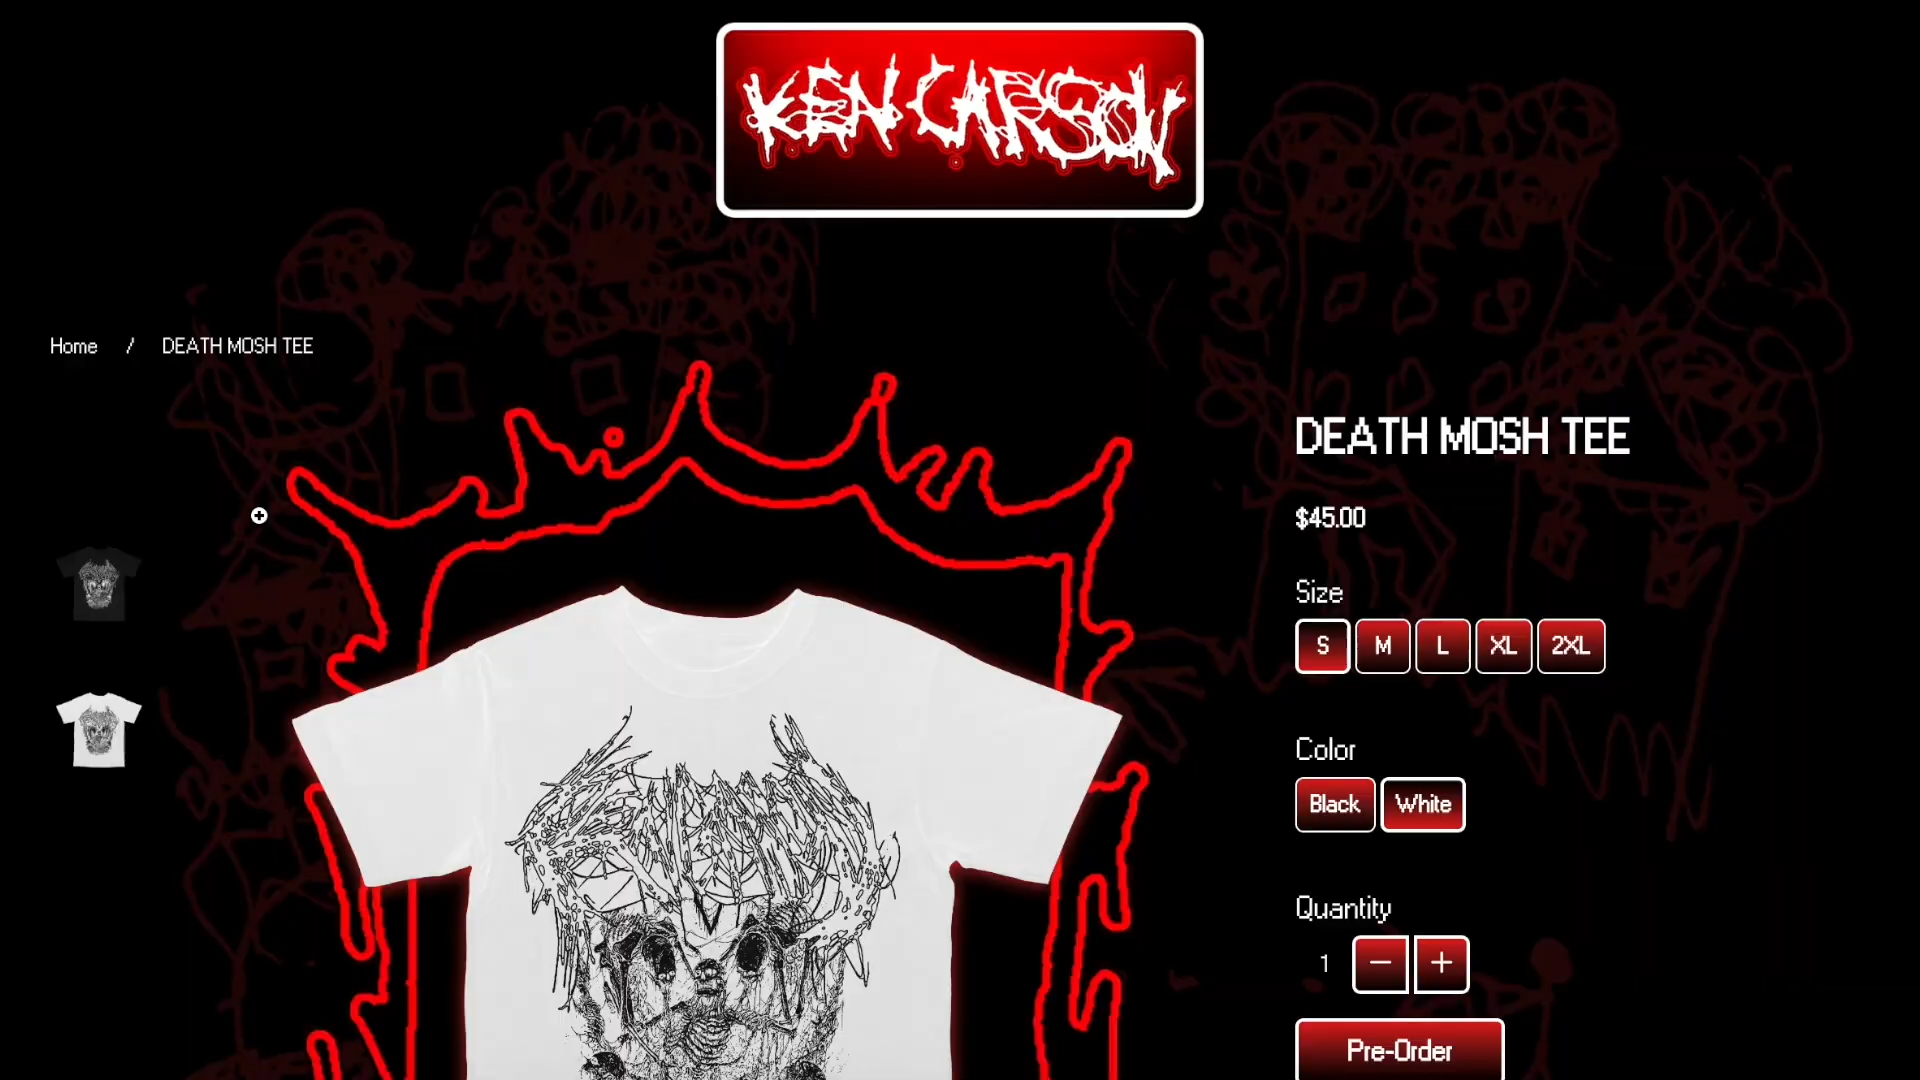 KEN CARSON
Home / DEATH MOSH TEE
DEATH MOSH TEE
$45.00
Size
S M L XL 2XL
Color
Black White
Quantity
1 − +
Pre-Order